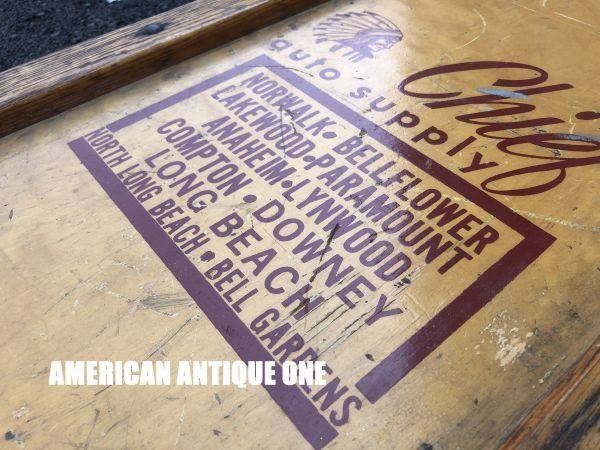 Chief
auto supply
NORWALK • BELLFLOWER
LAKEWOOD • PARAMOUNT
ANAHEIM • LYNWOOD
COMPTON • DOWNEY
LONG BEACH
NORTH LONG BEACH • BELL GARDENS
AMERICAN ANTIQUE ONE